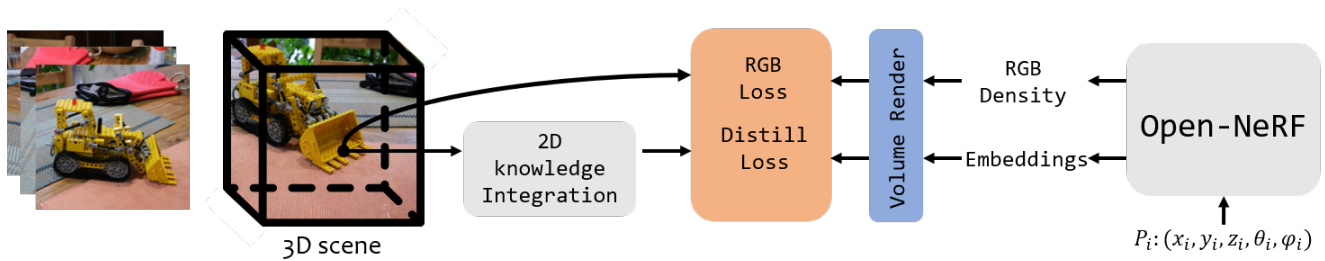 3D scene
2D
knowledge
Integration
RGB
Loss
Distill
Loss
Volume Render
RGB
Density
Embeddings
Open-NeRF
P_i: (x_i, y_i, z_i, θ_i, φ_i)